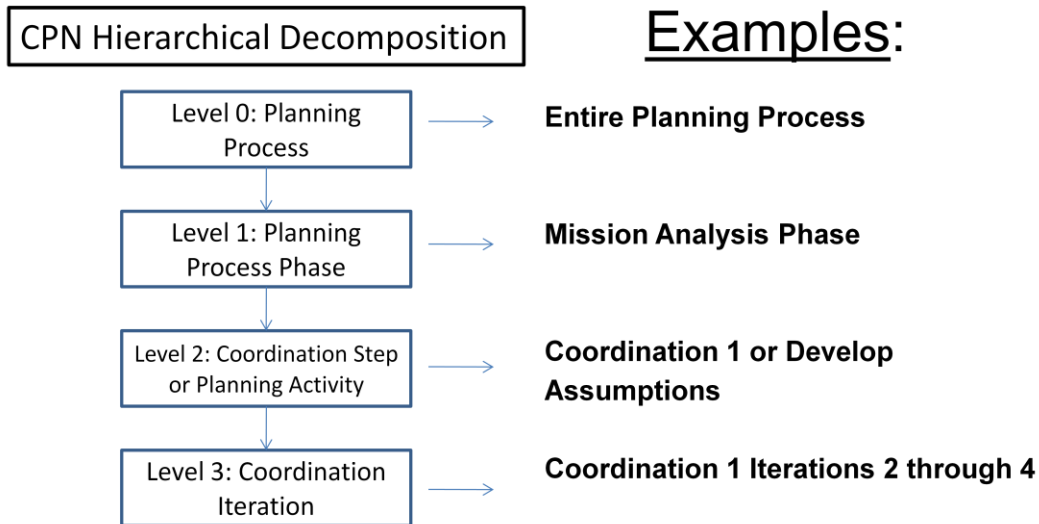 CPN Hierarchical Decomposition
Examples:
Level 0: Planning
Process
Entire Planning Process
Level 1: Planning
Process Phase
Mission Analysis Phase
Level 2: Coordination Step
or Planning Activity
Coordination 1 or Develop
Assumptions
Level 3: Coordination
Iteration
Coordination 1 Iterations 2 through 4